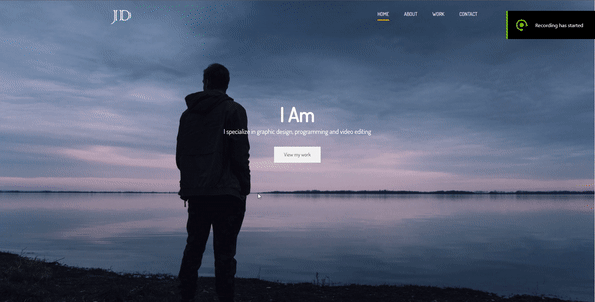 JJD
HOME ABOUT WORK CONTACT
Recording has started
I Am
I specialize in graphic design, programming and video editing
View my work